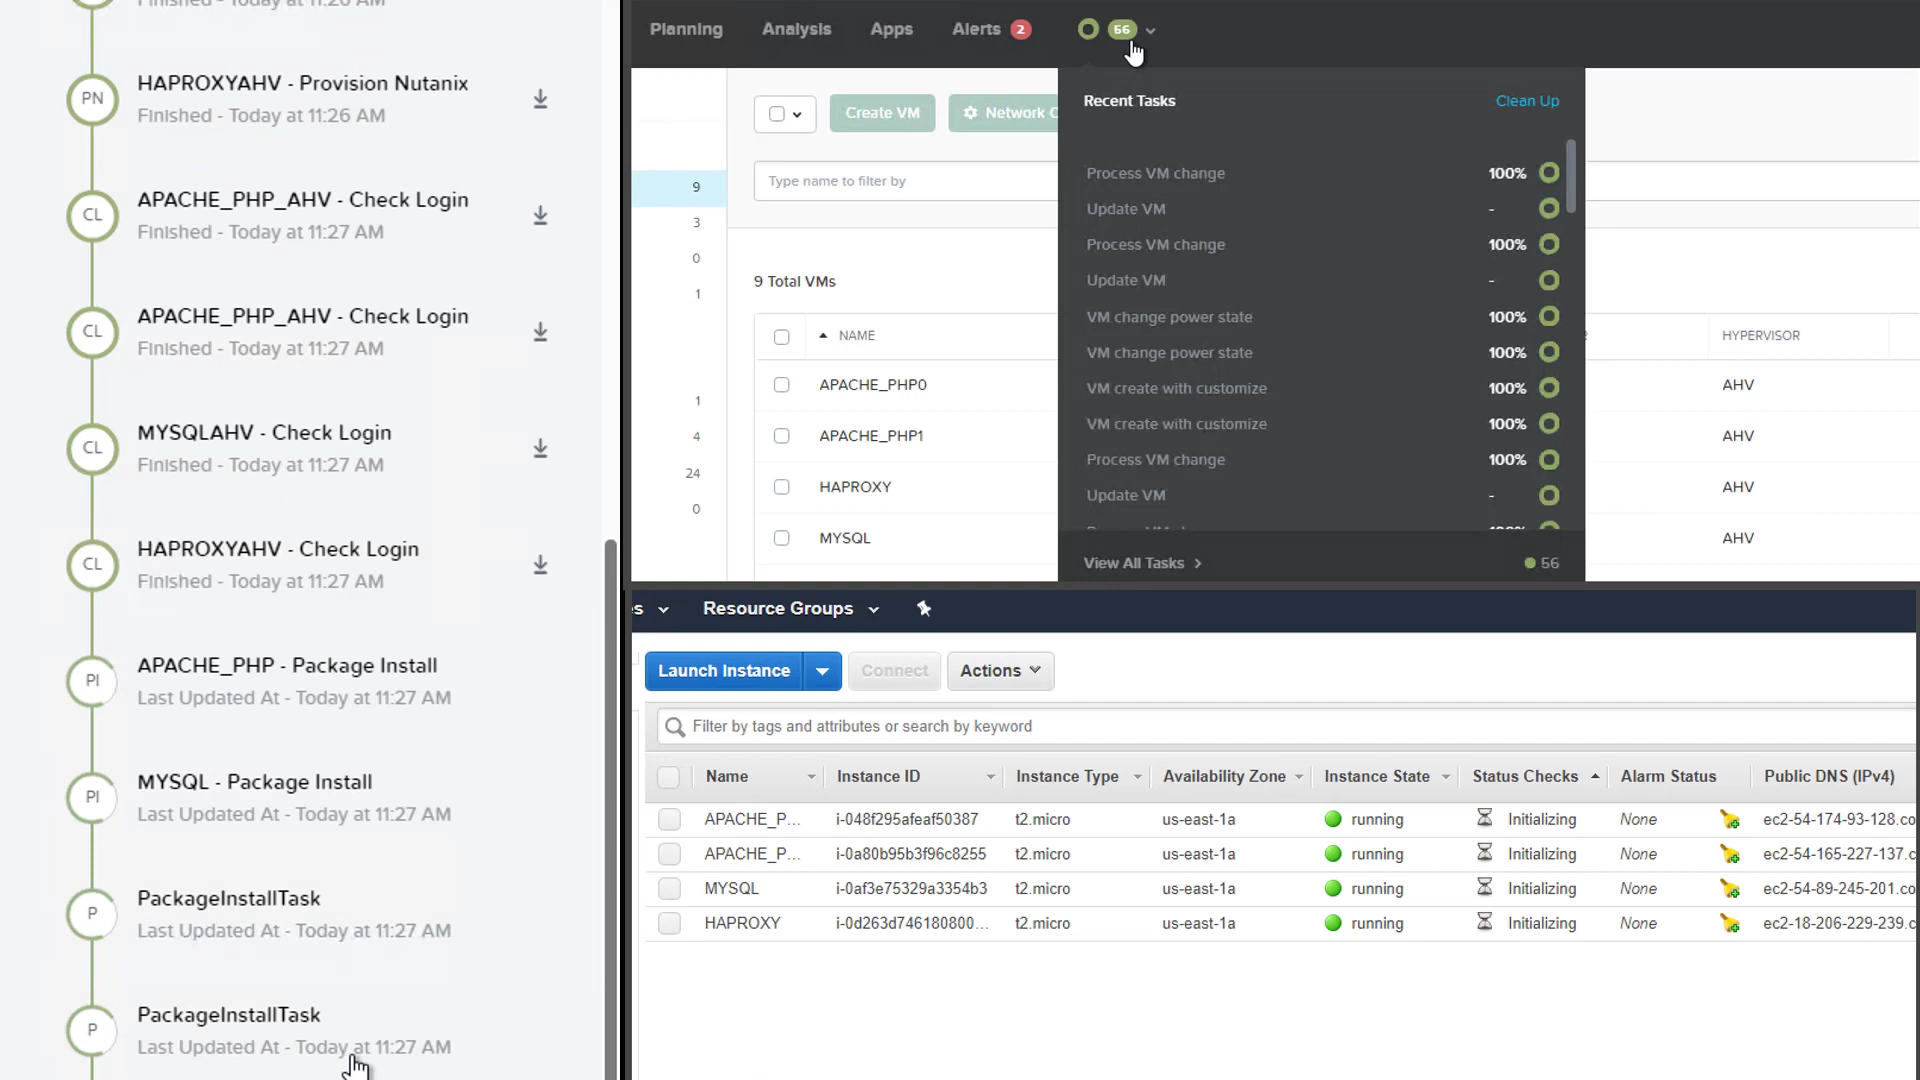 Finished - Today at 11:26 AM
PN
HAPROXYAHV - Provision Nutanix
Finished - Today at 11:26 AM
CL
APACHE_PHP_AHV - Check Login
Finished - Today at 11:27 AM
CL
APACHE_PHP_AHV - Check Login
Finished - Today at 11:27 AM
CL
MYSQLAHV - Check Login
Finished - Today at 11:27 AM
CL
HAPROXYAHV - Check Login
Finished - Today at 11:27 AM
PI
APACHE_PHP - Package Install
Last Updated At - Today at 11:27 AM
PI
MYSQL - Package Install
Last Updated At - Today at 11:27 AM
P
PackageInstallTask
Last Updated At - Today at 11:27 AM
P
PackageInstallTask
Last Updated At - Today at 11:27 AM
Planning Analysis Apps Alerts 2 56
Create VM Network C
Type name to filter by
9
3
0
1
1
4
24
0
9 Total VMs
NAME HYPERVISOR
APACHE_PHP0 AHV
APACHE_PHP1 AHV
HAPROXY AHV
MYSQL AHV
Recent Tasks Clean Up
Process VM change 100%
Update VM -
Process VM change 100%
Update VM -
VM change power state 100%
VM change power state 100%
VM create with customize 100%
VM create with customize 100%
Process VM change 100%
Update VM -
View All Tasks 56
es Resource Groups
Launch Instance Connect Actions
Filter by tags and attributes or search by keyword
Name Instance ID Instance Type Availability Zone Instance State Status Checks Alarm Status Public DNS (IPv4)
APACHE_P... i-048f295afeaf50387 t2.micro us-east-1a running Initializing None ec2-54-174-93-128.co
APACHE_P... i-0a80b95b3f96c8255 t2.micro us-east-1a running Initializing None ec2-54-165-227-137.c
MYSQL i-0af3e75329a3354b3 t2.micro us-east-1a running Initializing None ec2-54-89-245-201.co
HAPROXY i-0d263d746180800... t2.micro us-east-1a running Initializing None ec2-18-206-229-239.c